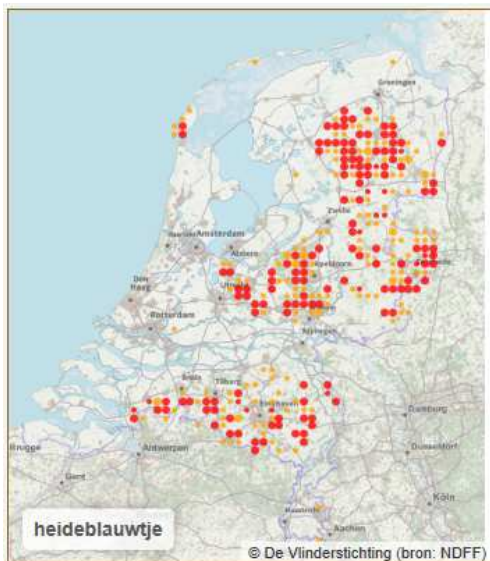 Groningen
Zwolle
Amsterdam
Almere
Apeldoorn
Den
Haag
Utrecht
Rotterdam
Nijmegen
Breda
Tilburg
Eindhoven
Duisburg
Brugge
Antwerpen
Düsseldorf
Gent
Köln
Maastricht
Aachen
heideblauwtje
© De Vlinderstichting (bron: NDFF)